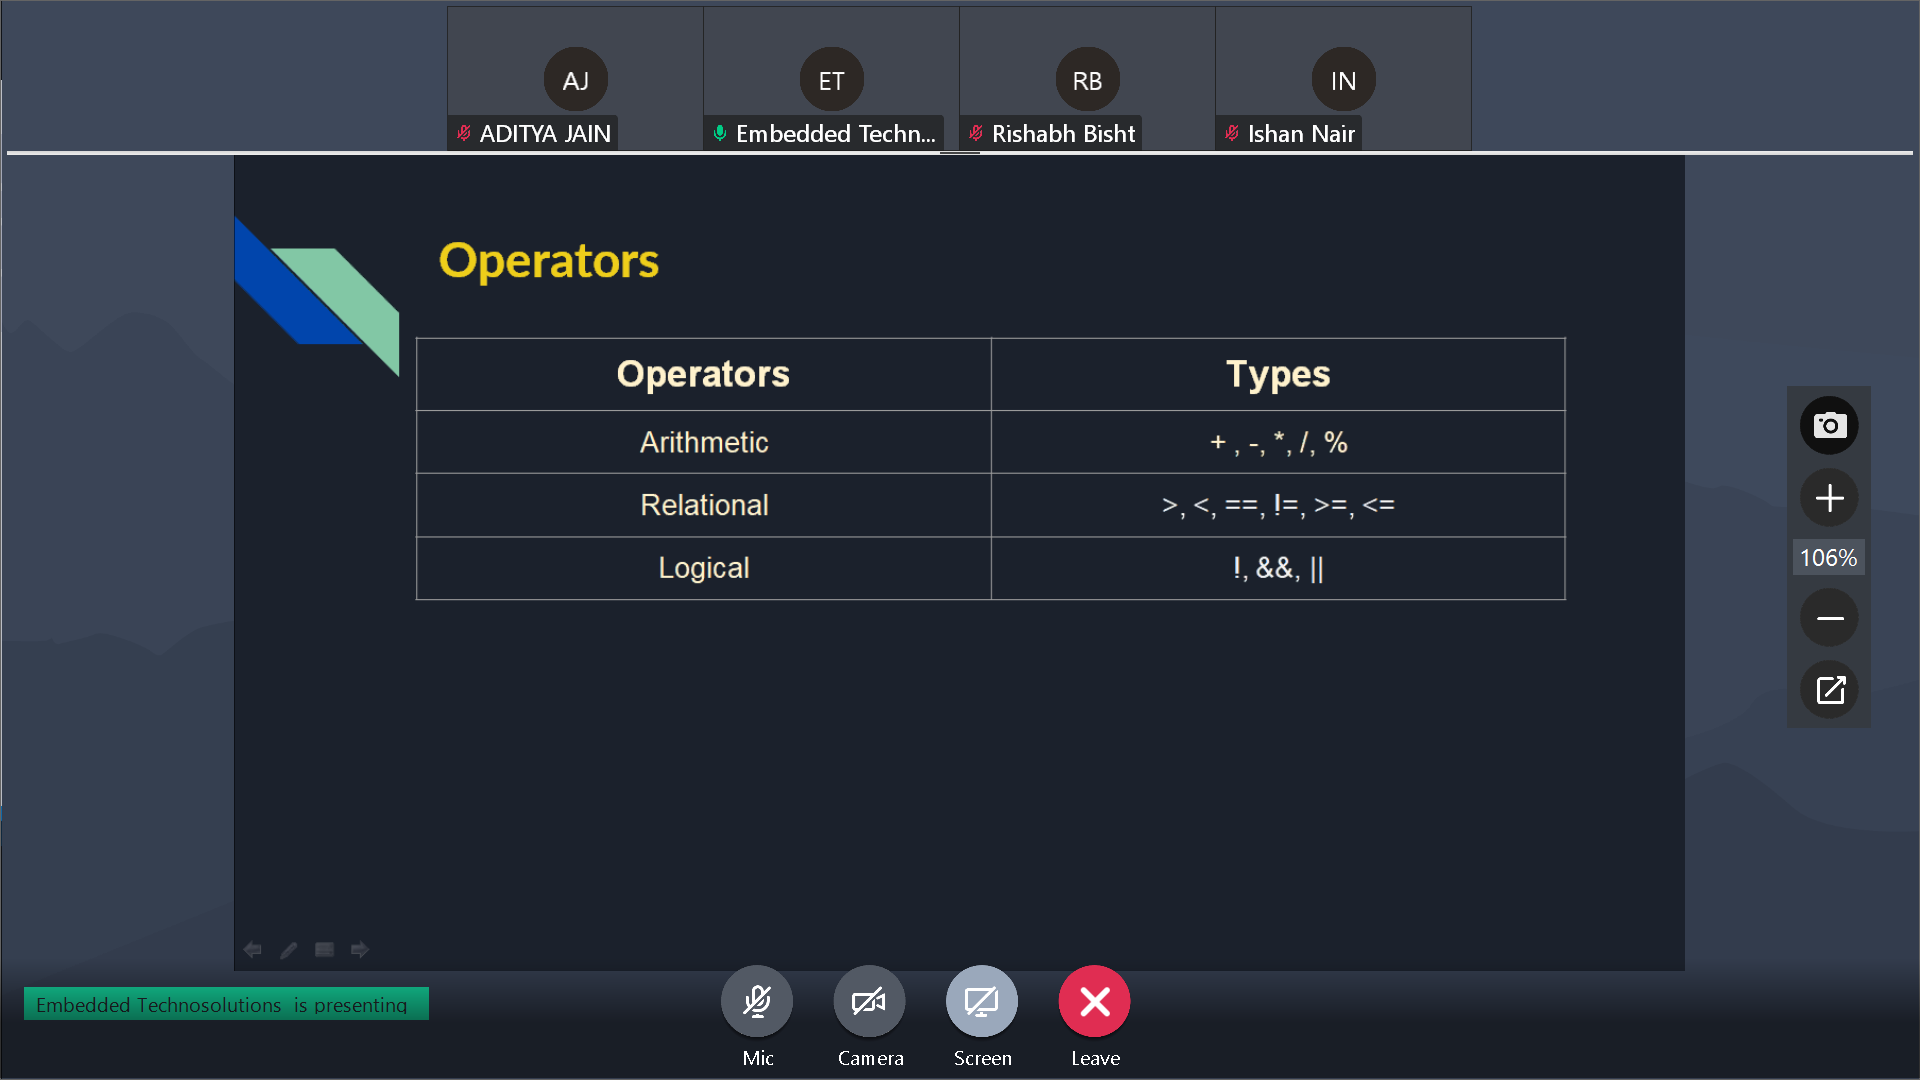 AJ
ET
RB
IN
ADITYA JAIN
Embedded Techn...
Rishabh Bisht
Ishan Nair
Operators
Operators Types
Arithmetic + , -, *, /, %
Relational >, <, ==, !=, >=, <=
Logical !, &&, ||
106%
Embedded Technosolutions is presenting
Mic
Camera
Screen
Leave